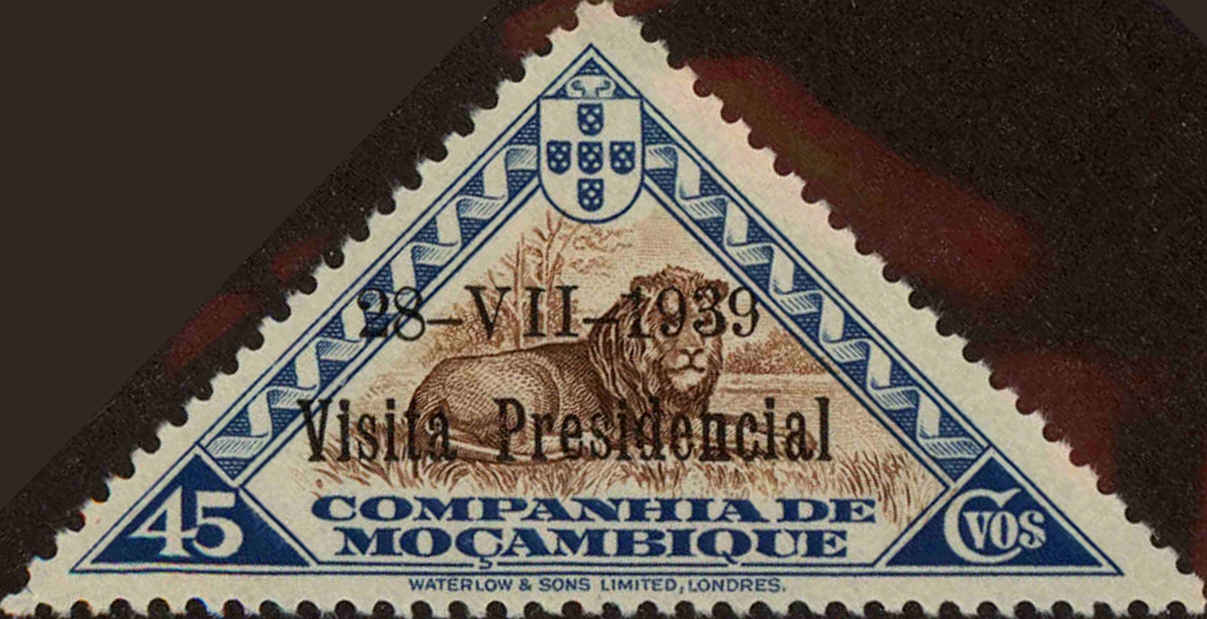 28-VII-1939
Visita Presidencial
45
COMPANHIA DE
MOÇAMBIQUE
CVOS
WATERLOW & SONS LIMITED, LONDRES.